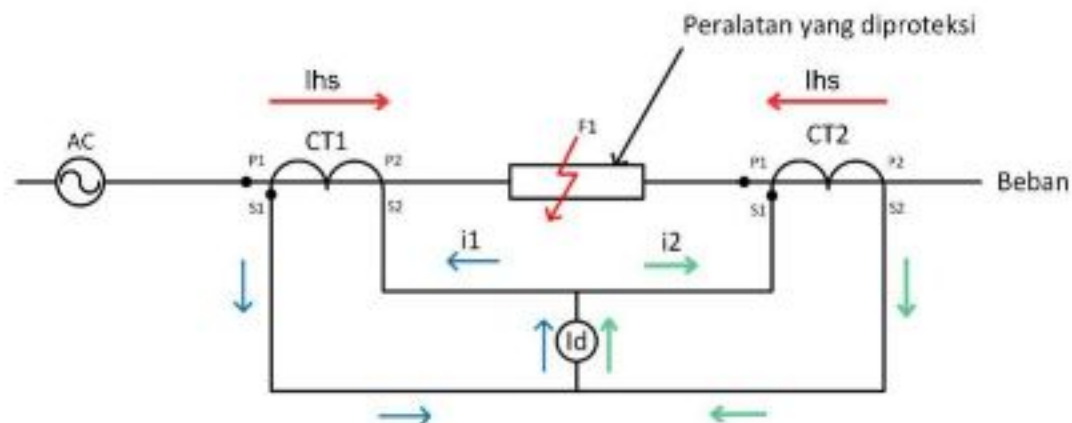 Peralatan yang diproteksi
Ihs
Ihs
F1
AC
CT1
CT2
P1
P2
P1
P2
Beban
S1
S2
S1
S2
i1
i2
Id